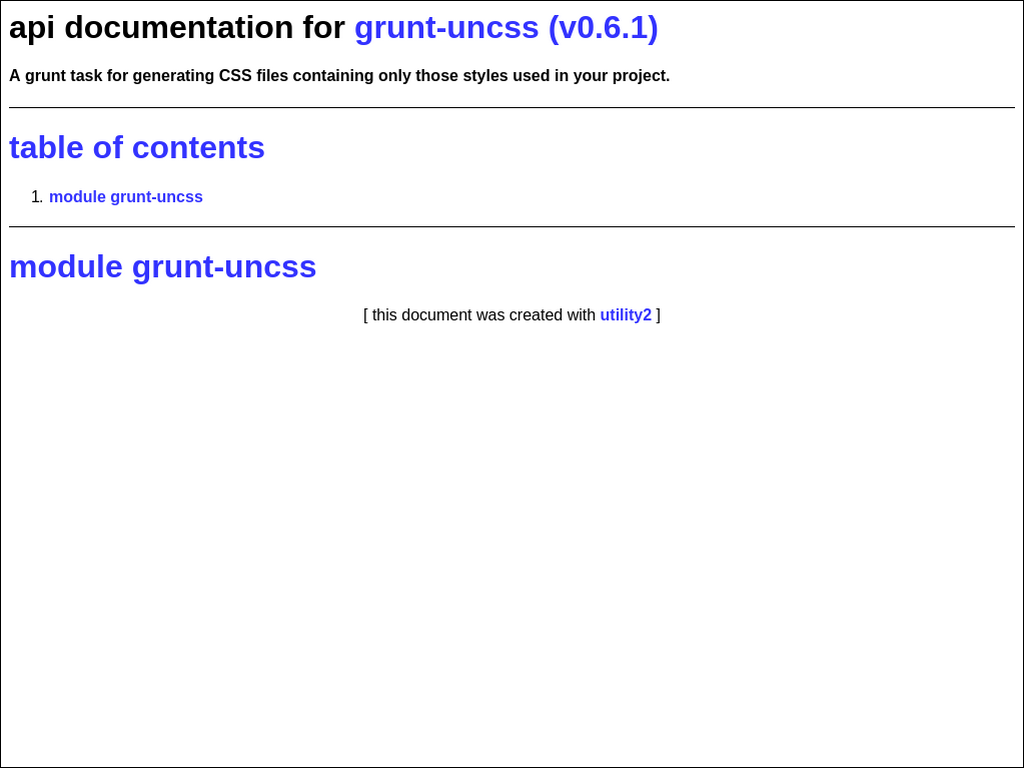 api documentation for grunt-uncss (v0.6.1)
A grunt task for generating CSS files containing only those styles used in your project.
table of contents
1. module grunt-uncss
module grunt-uncss
[ this document was created with utility2 ]